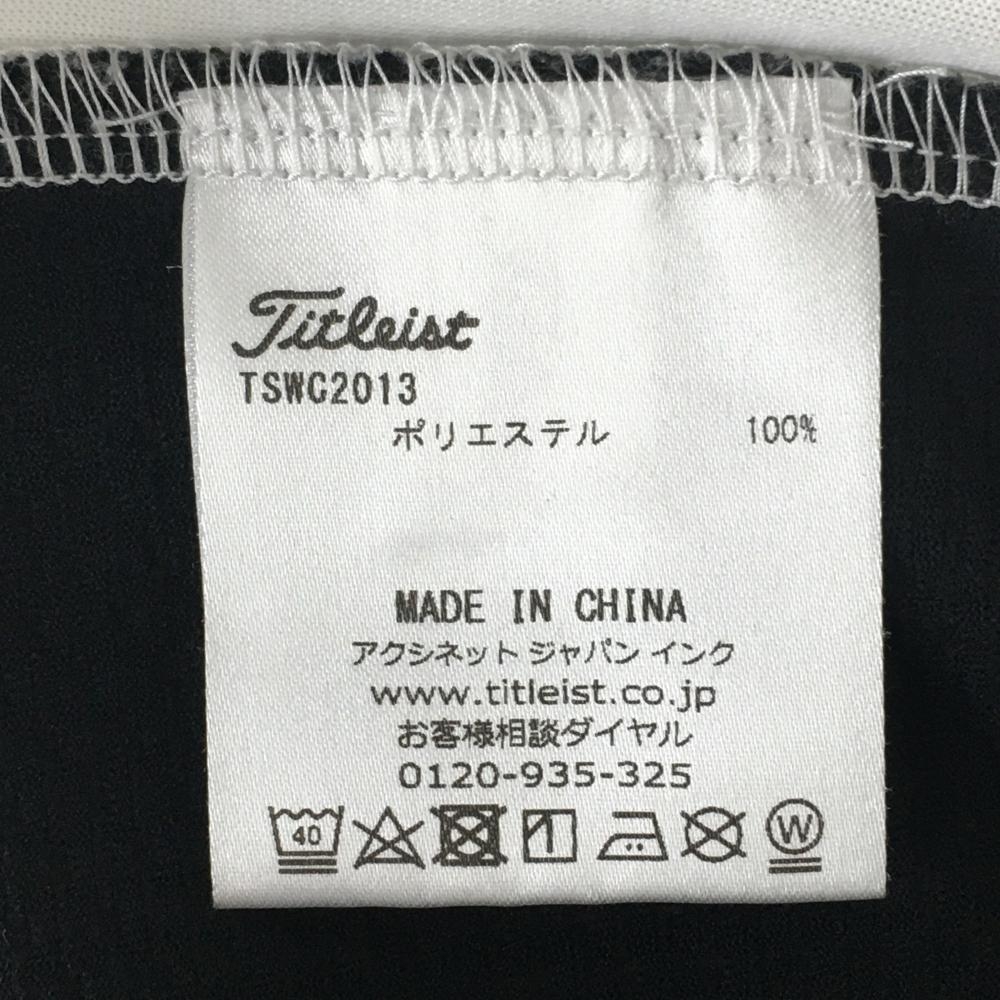 Titleist
TSWC2013
ポリエステル 100%
MADE IN CHINA
アクシネット ジャパン インク
www.titleist.co.jp
お客様相談ダイヤル
0120-935-325
40 W